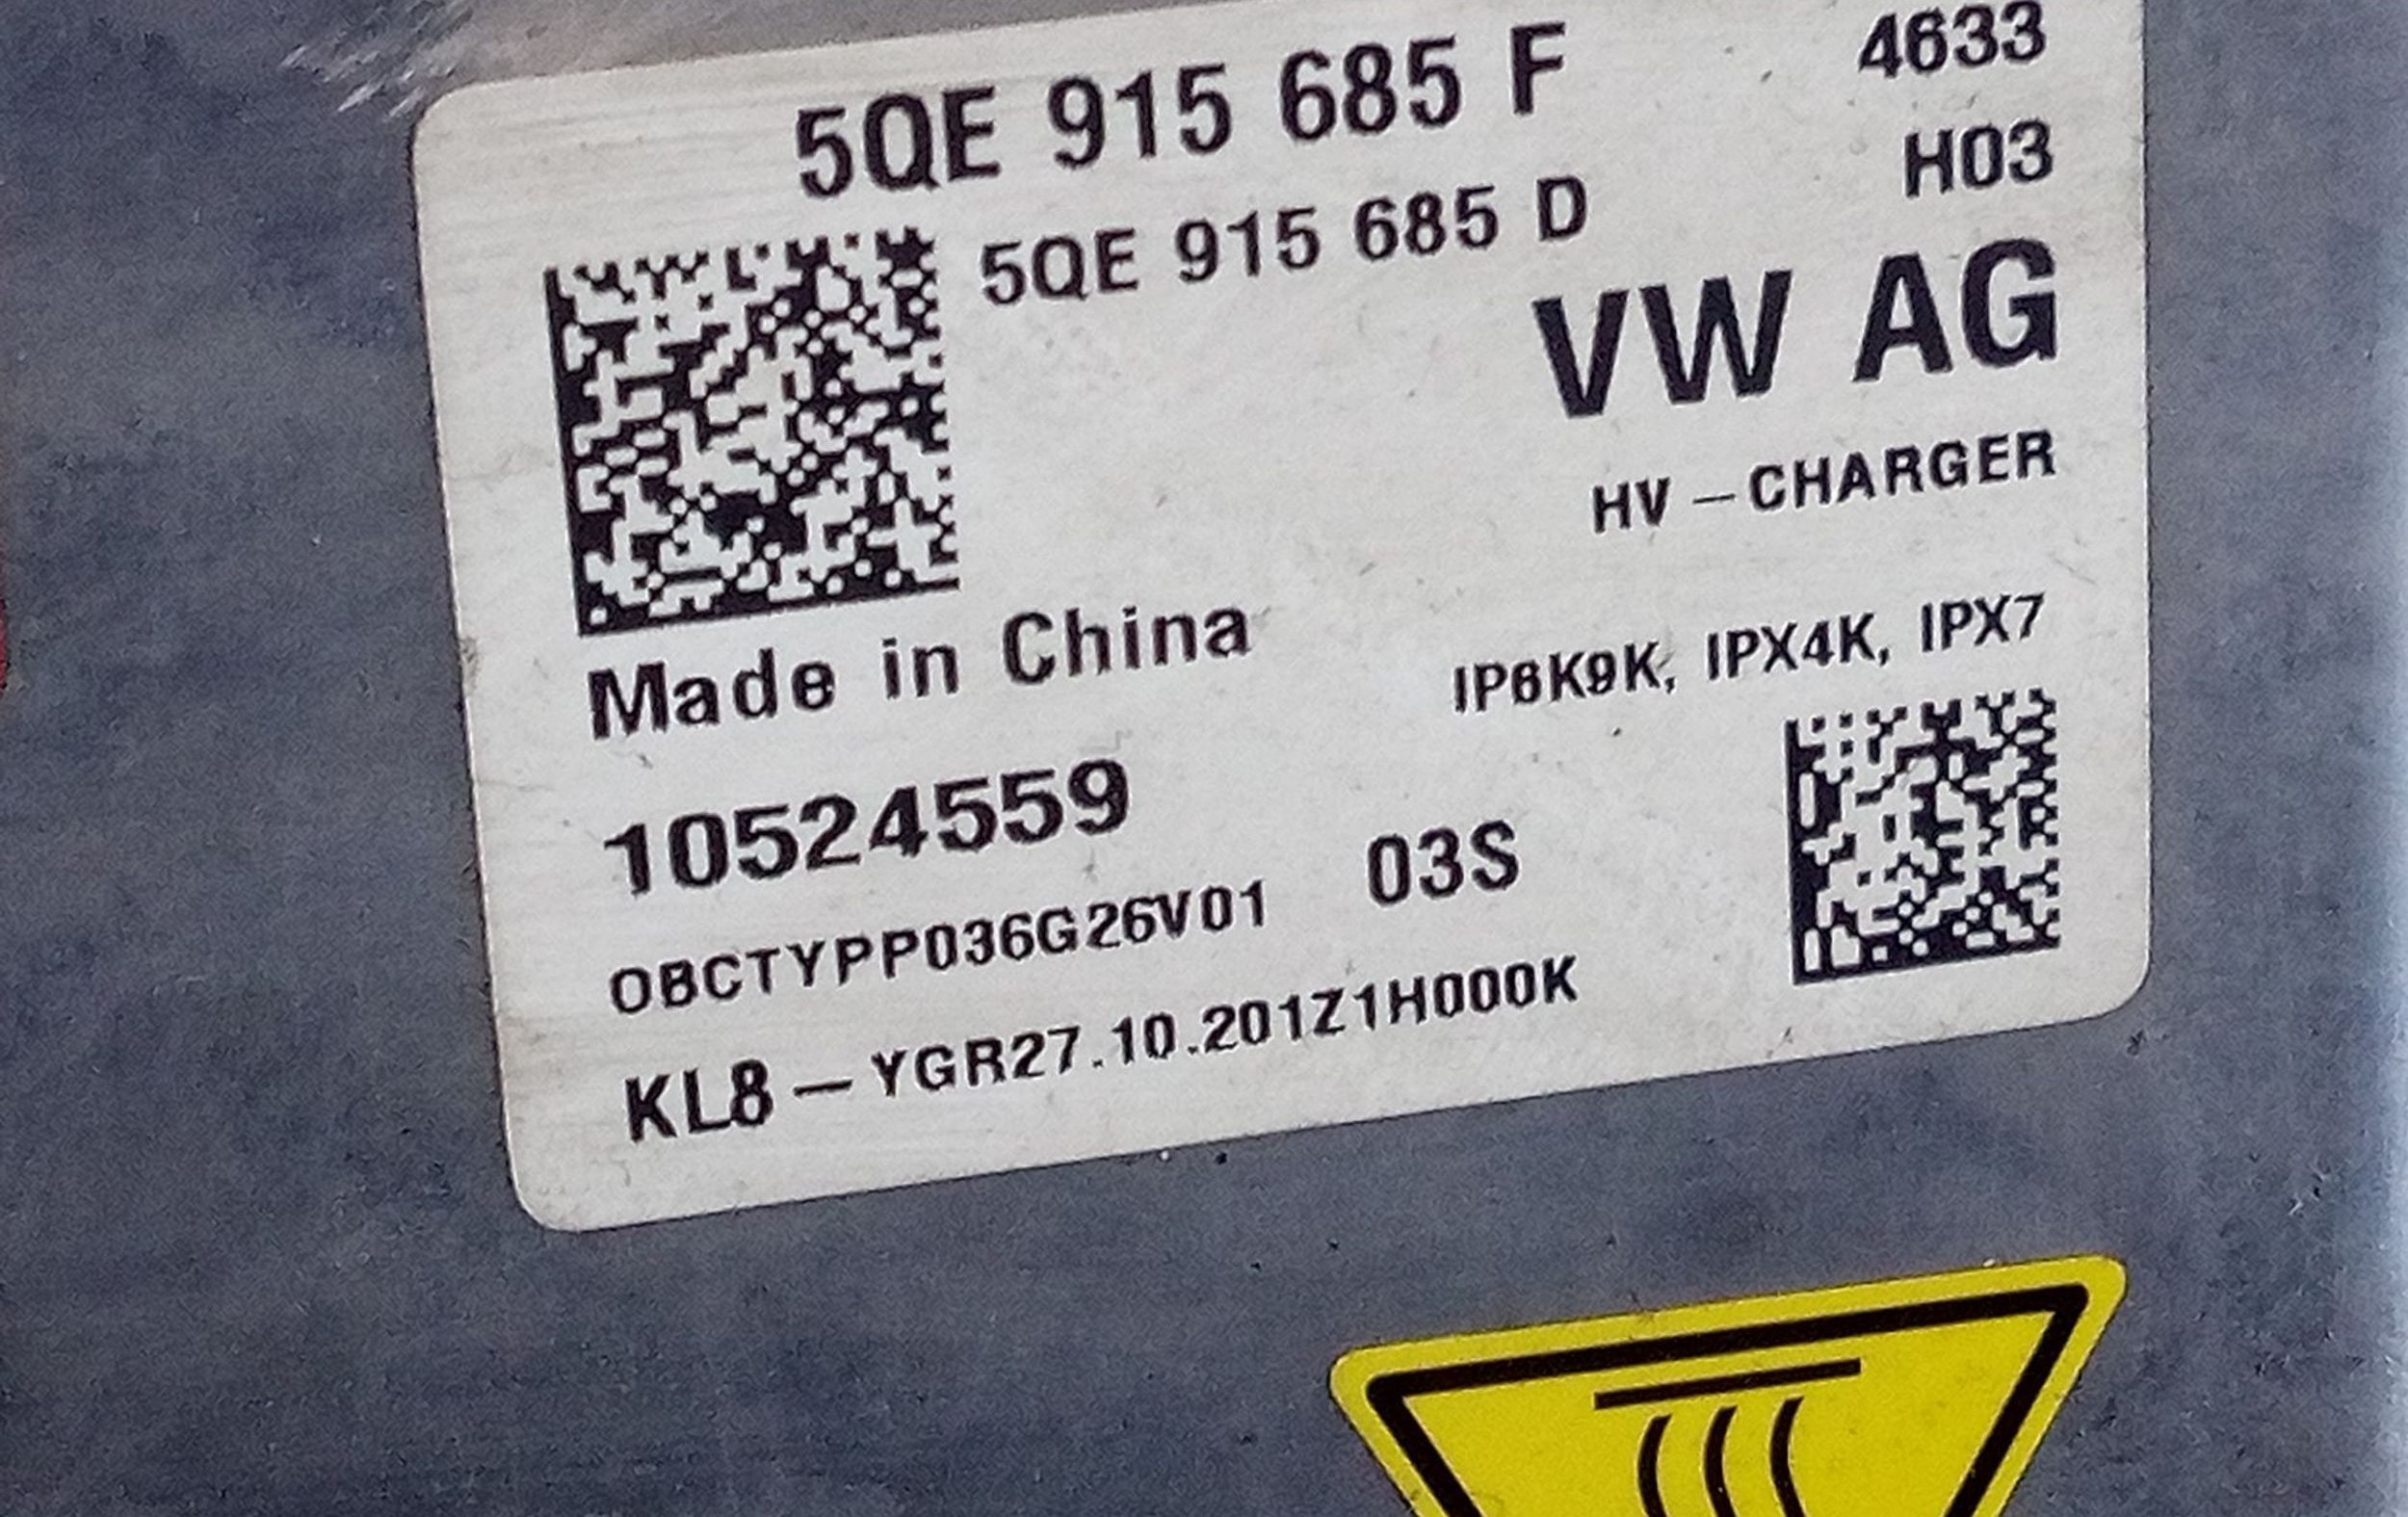 5QE 915 685 F
4633
5QE 915 685 D
H03
VW AG
HV – CHARGER
Made in China
IP6K9K, IPX4K, IPX7
10524559
OBCTYPP036G26V01 03S
KL8 – YGR27.10.201Z1H000K